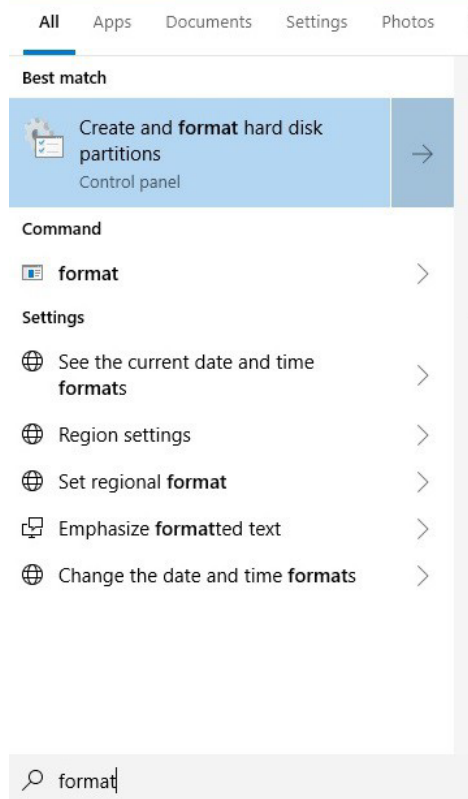 All Apps Documents Settings Photos
Best match
Create and format hard disk
partitions
Control panel
Command
format
Settings
See the current date and time
formats
Region settings
Set regional format
Emphasize formatted text
Change the date and time formats
format